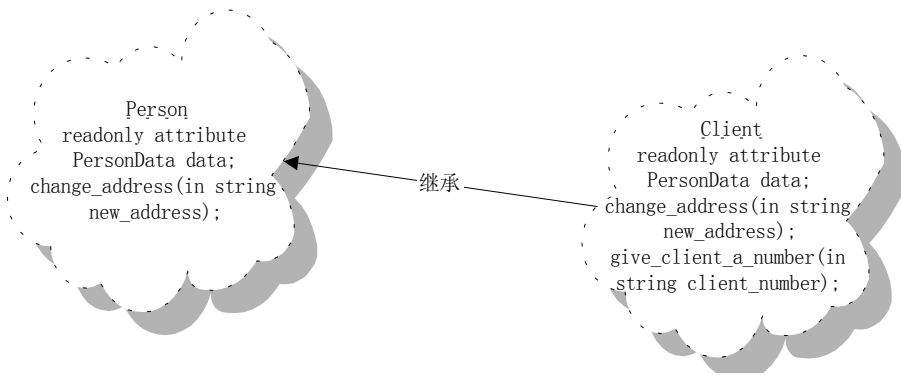 Person
readonly attribute
PersonData data;
change_address(in string
new_address);
继承
Client
readonly attribute
PersonData data;
change_address(in string
new_address);
give_client_a_number(in
string client_number);